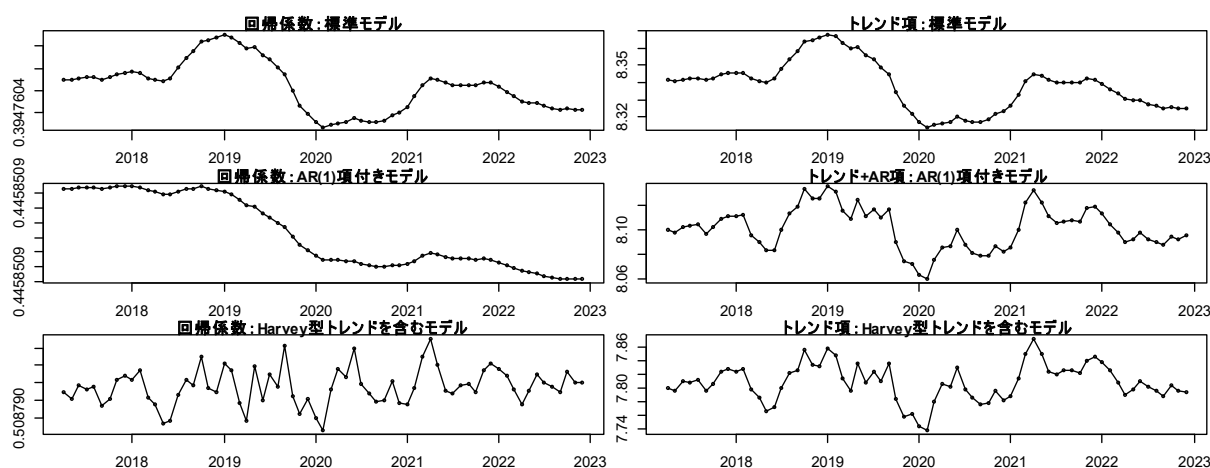 回帰係数：標準モデル
0.3947604
2018 2019 2020 2021 2022 2023
トレンド項：標準モデル
8.35
8.32
2018 2019 2020 2021 2022 2023
回帰係数：AR(1)項付きモデル
0.4458509
0.4458509
2018 2019 2020 2021 2022 2023
トレンド+AR項：AR(1)項付きモデル
8.10
8.06
2018 2019 2020 2021 2022 2023
回帰係数：Harvey型トレンドを含むモデル
0.508790
2018 2019 2020 2021 2022 2023
トレンド項：Harvey型トレンドを含むモデル
7.86
7.80
7.74
2018 2019 2020 2021 2022 2023